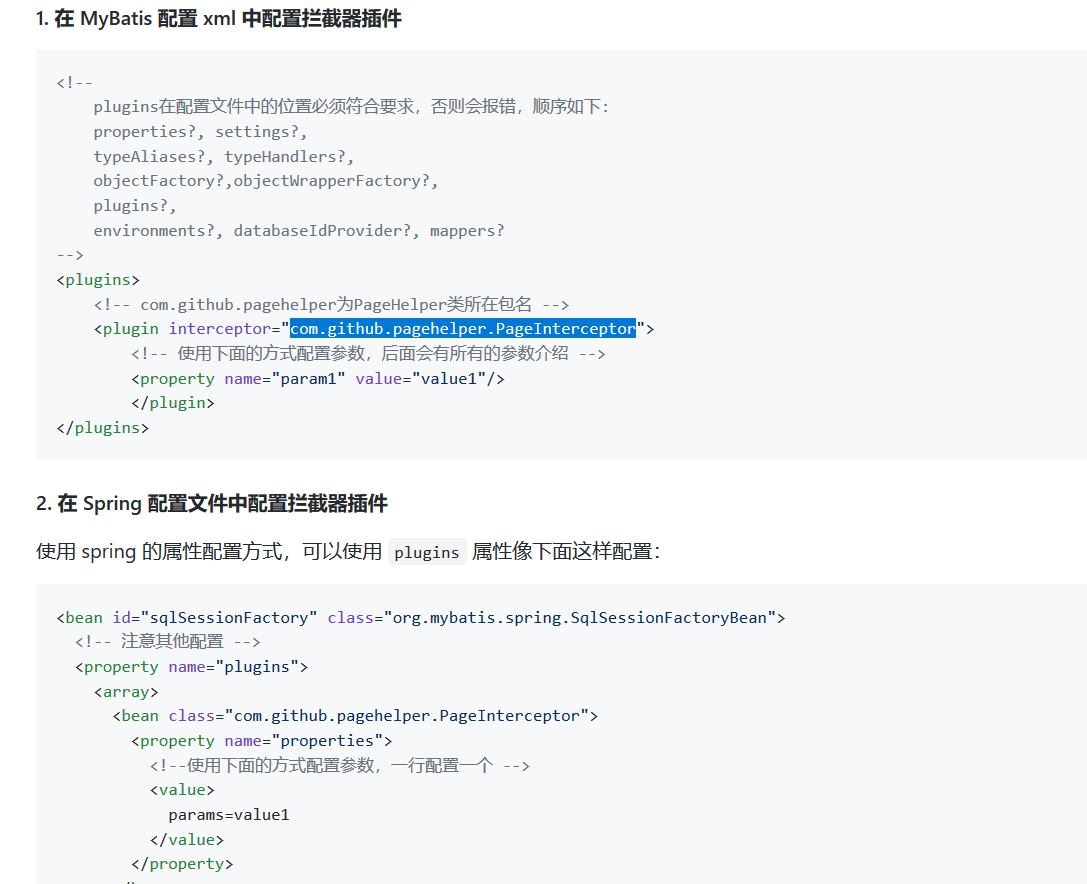 1. 在 MyBatis 配置 xml 中配置拦截器插件
<!--
plugins在配置文件中的位置必须符合要求，否则会报错，顺序如下：
properties?, settings?,
typeAliases?, typeHandlers?,
objectFactory?,objectWrapperFactory?,
plugins?,
environments?, databaseIdProvider?, mappers?
-->
<plugins>
<!-- com.github.pagehelper为PageHelper类所在包名 -->
<plugin interceptor="com.github.pagehelper.PageInterceptor">
<!-- 使用下面的方式配置参数，后面会有所有的参数介绍 -->
<property name="param1" value="value1"/>
</plugin>
</plugins>
2. 在 Spring 配置文件中配置拦截器插件
使用 spring 的属性配置方式，可以使用 plugins 属性像下面这样配置：
<bean id="sqlSessionFactory" class="org.mybatis.spring.SqlSessionFactoryBean">
<!-- 注意其他配置 -->
<property name="plugins">
<array>
<bean class="com.github.pagehelper.PageInterceptor">
<property name="properties">
<!--使用下面的方式配置参数，一行配置一个 -->
<value>
params=value1
</value>
</property>